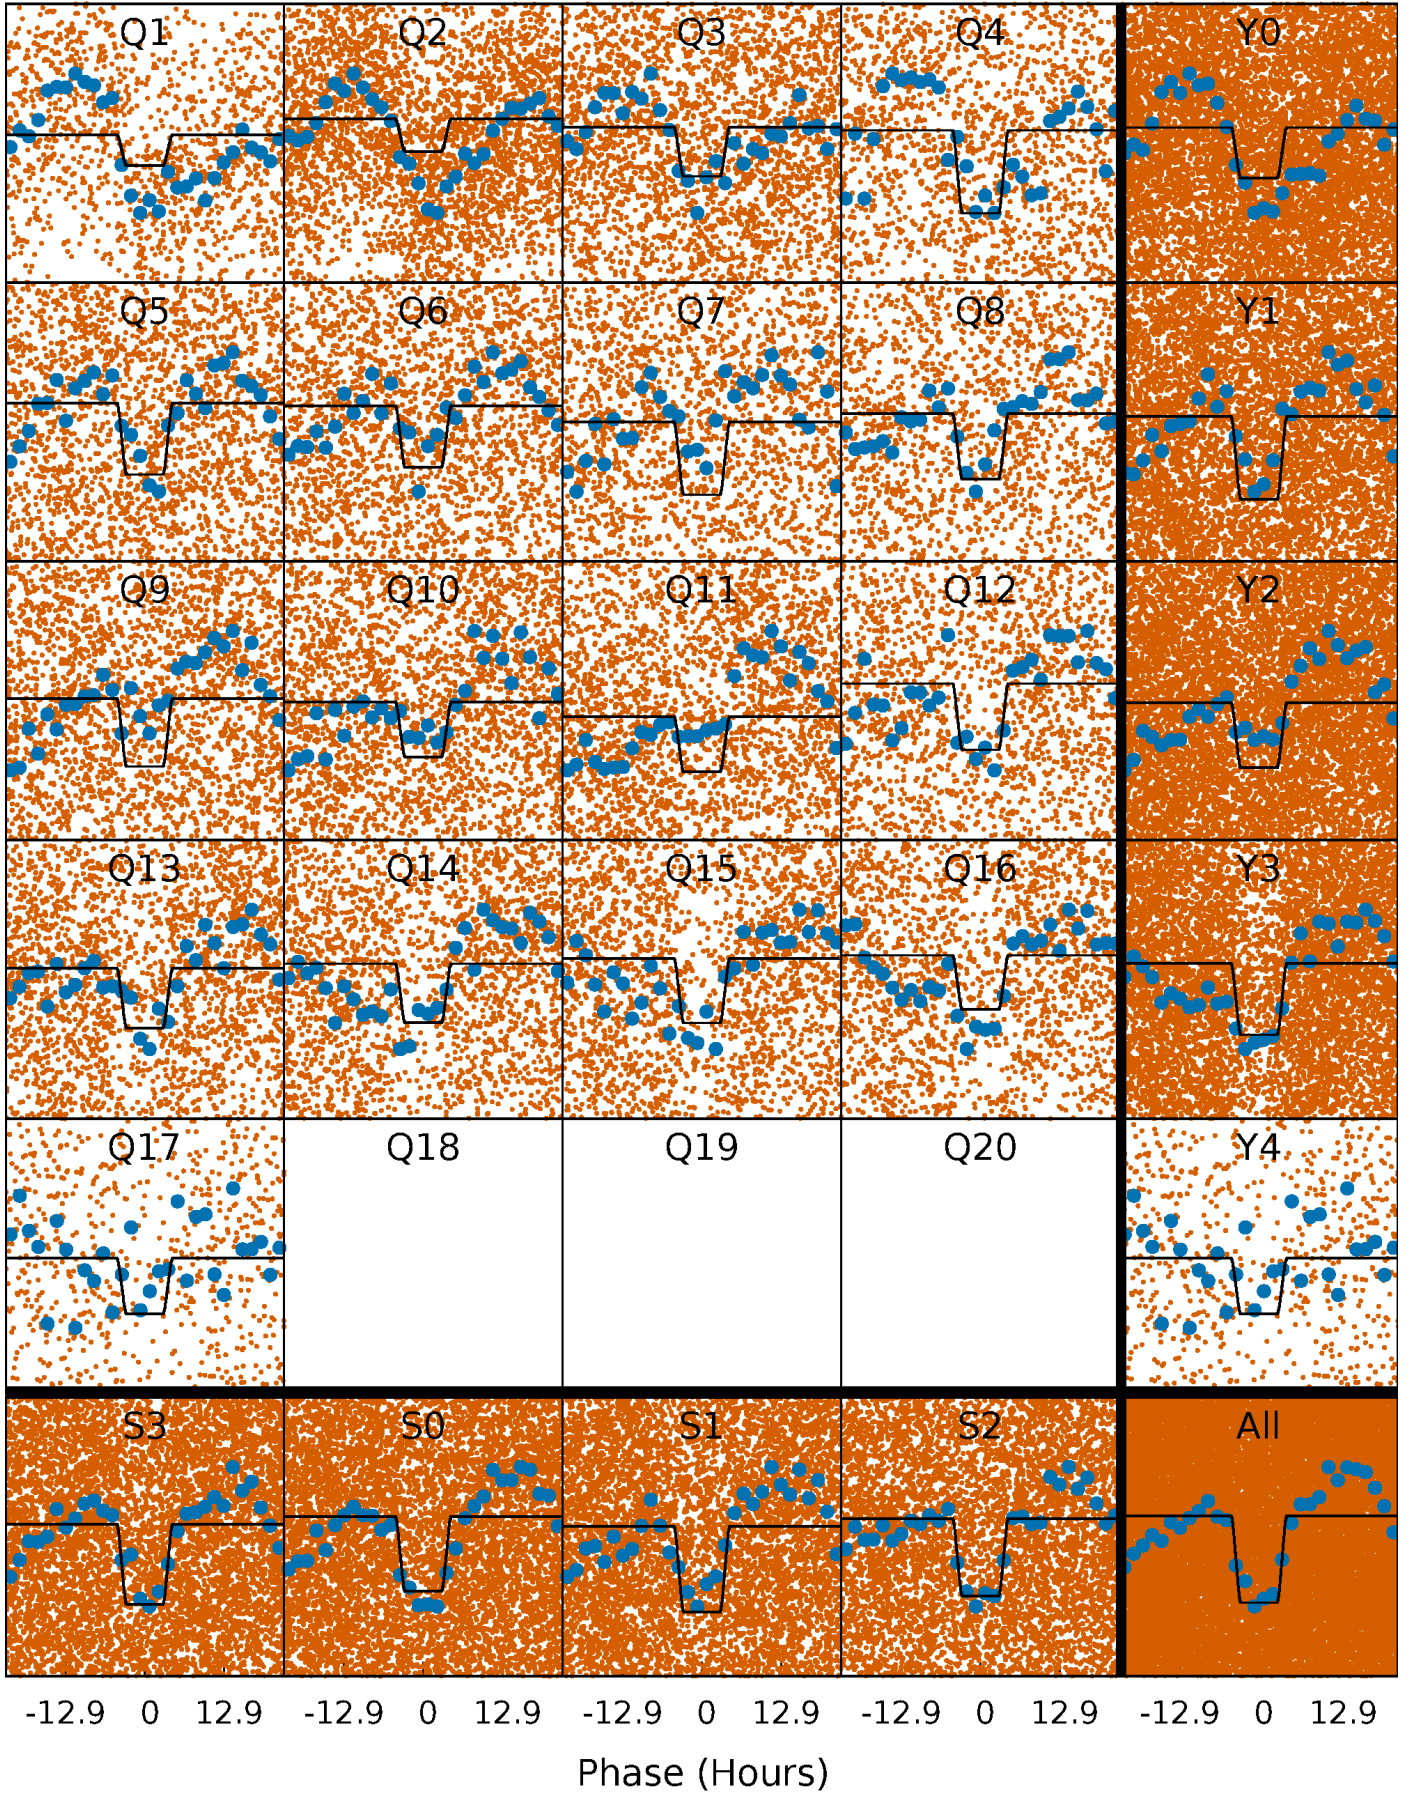 Q1 Q2 Q3 Q4 Y0
Q5 Q6 Q7 Q8 Y1
Q9 Q10 Q11 Q12 Y2
Q13 Q14 Q15 Q16 Y3
Q17 Q18 Q19 Q20 Y4
S3 S0 S1 S2 All
-12.9 0 12.9 -12.9 0 12.9 -12.9 0 12.9 -12.9 0 12.9 -12.9 0 12.9
Phase (Hours)